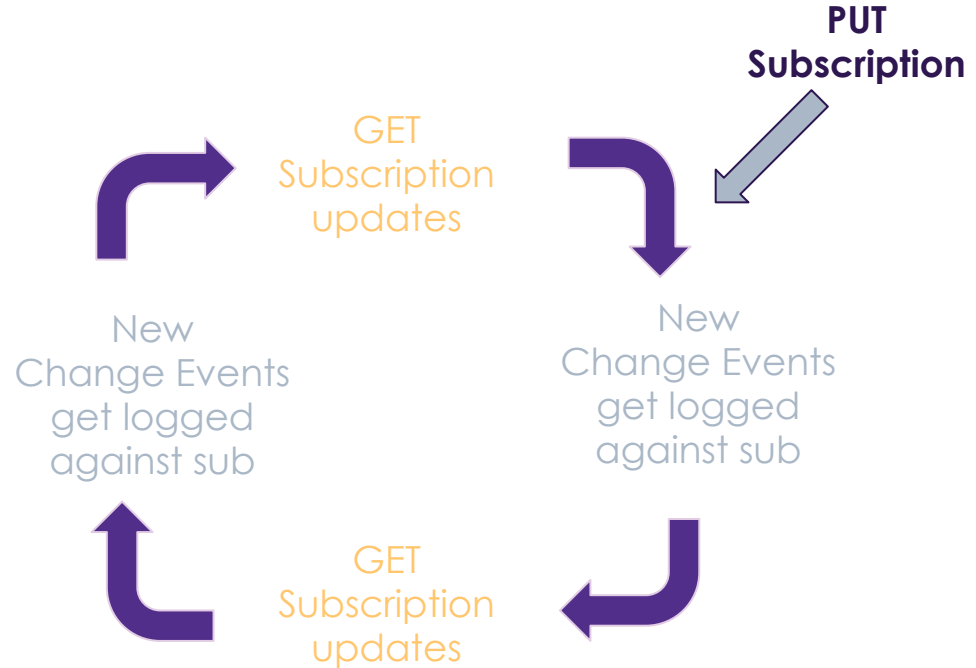 PUT
Subscription
GET
Subscription
updates
New
Change Events
get logged
against sub
New
Change Events
get logged
against sub
GET
Subscription
updates